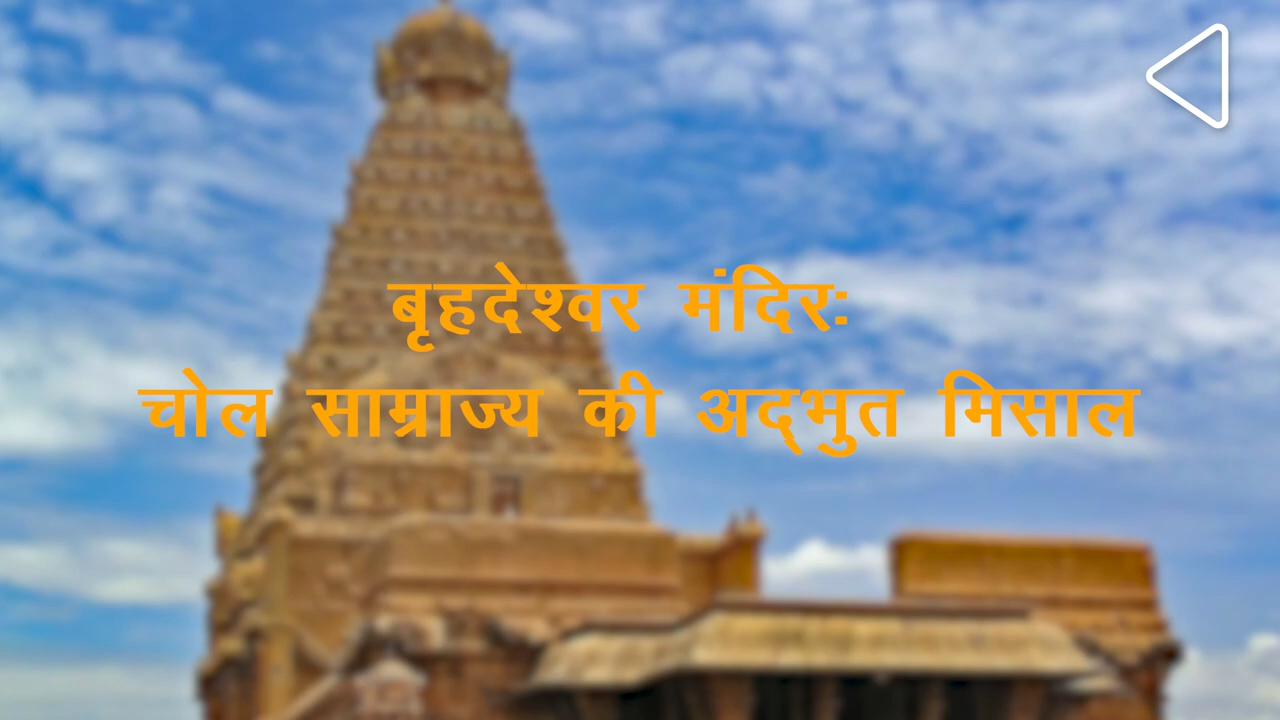 बृहदेश्वर मंदिर:
चोल साम्राज्य की अद्भुत मिसाल